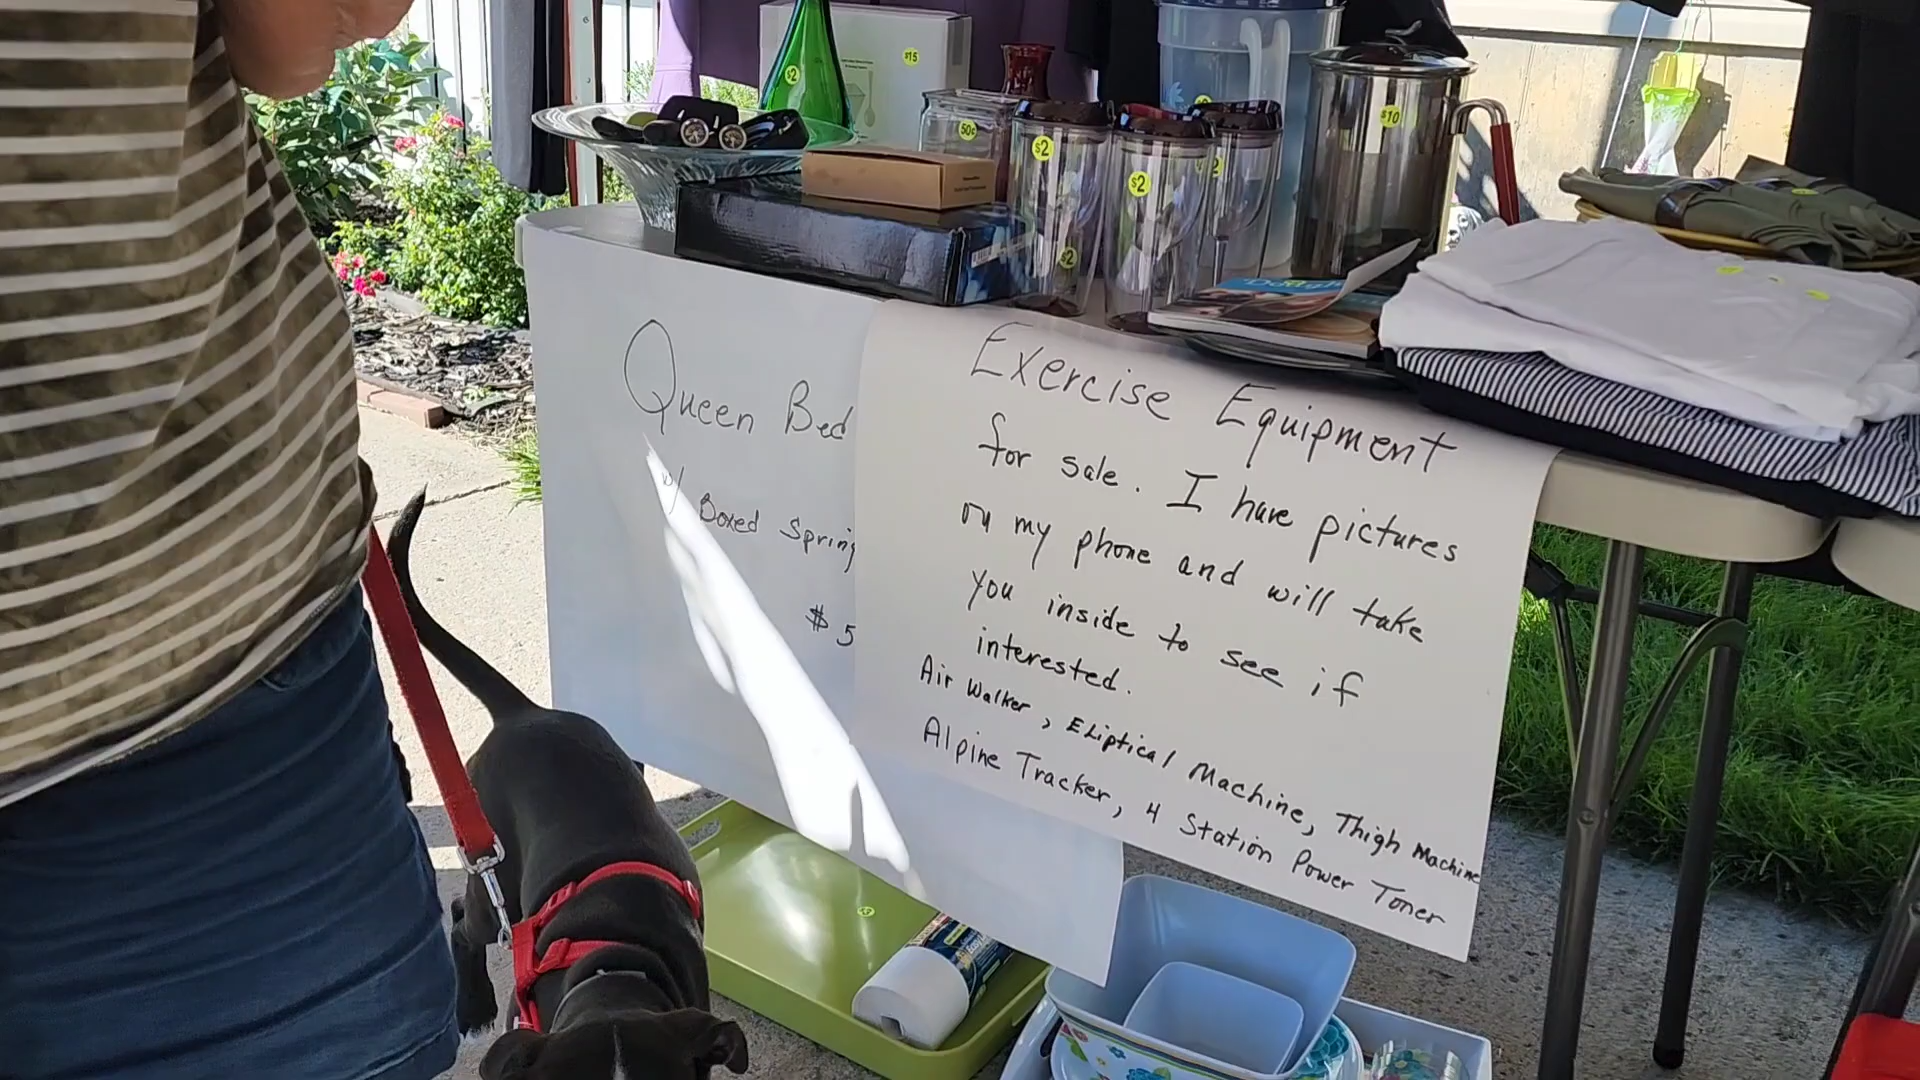 $2
$15
50¢
$2
$2
$2
$2
$10
Queen Bed
w/ Boxed Spring
$5
Exercise Equipment
for sale. I have pictures
on my phone and will take
you inside to see if
interested.
Air Walker, Eliptical Machine, Thigh Machine
Alpine Tracker, 4 Station Power Toner